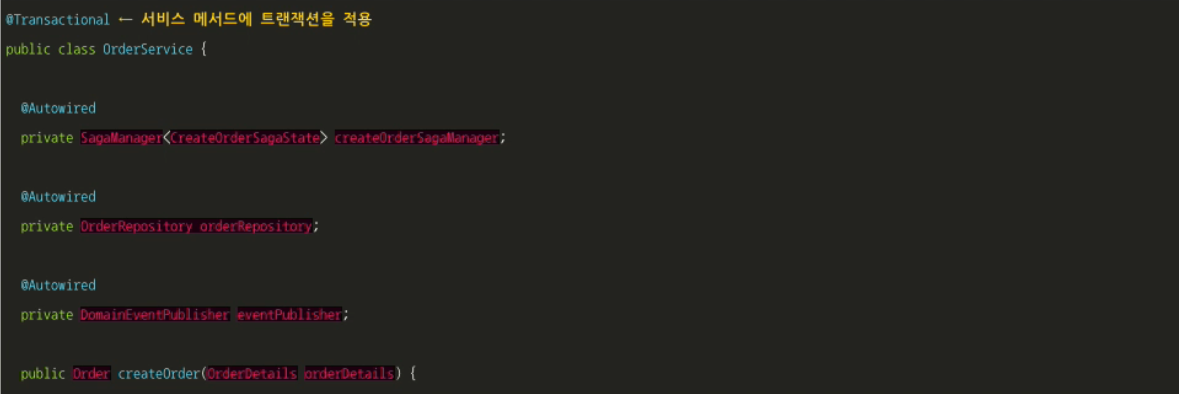 @Transactional ← 서비스 메서드에 트랜잭션을 적용
public class OrderService {
@Autowired
private SagaManager<CreateOrderSagaState> createOrderSagaManager;
@Autowired
private OrderRepository orderRepository;
@Autowired
private DomainEventPublisher eventPublisher;
public Order createOrder(OrderDetails orderDetails) {